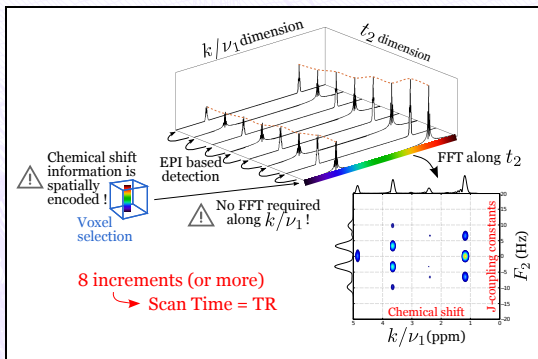 k/ν₁ dimension
t₂ dimension
Chemical shift
information is
spatially
encoded !
EPI based
detection
FFT along t₂
No FFT required
along k/ν₁ !
Voxel
selection
8 increments (or more)
Scan Time = TR
20
15
10
5
0
-5
-10
-15
-20
J-coupling constants
F₂ (Hz)
Chemical shift
5
4
3
2
1
0
k/ν₁(ppm)